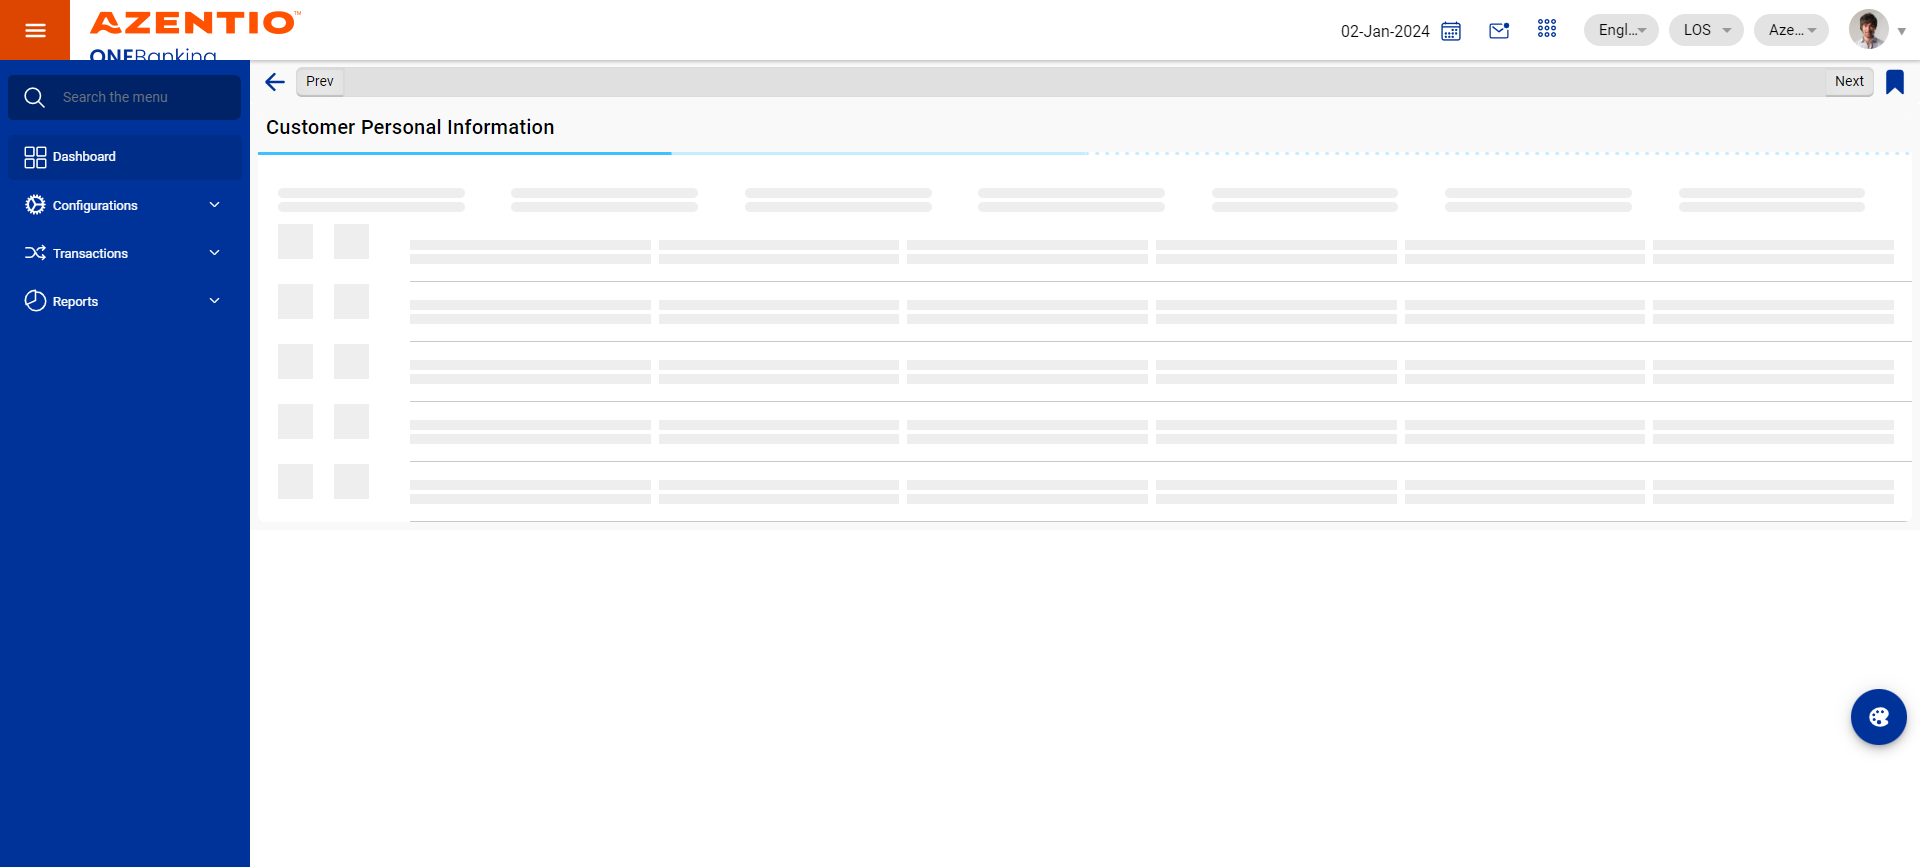 AZENTIO™
ONEBanking
02-Jan-2024
Engl...
LOS
Aze...
Search the menu
Prev
Next
Customer Personal Information
Dashboard
Configurations
Transactions
Reports